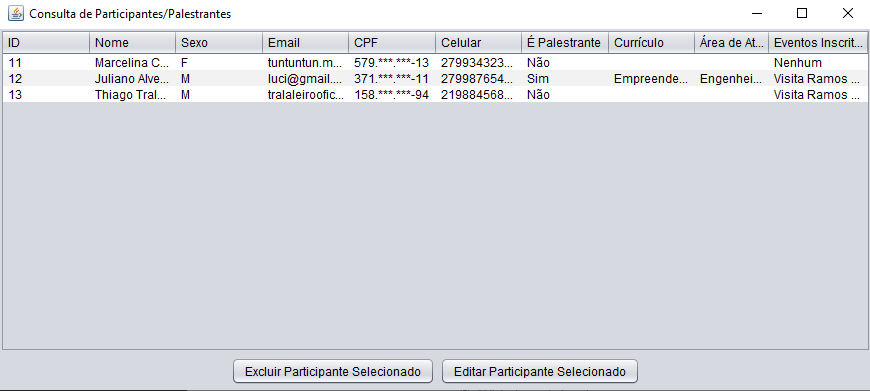 Consulta de Participantes/Palestrantes
ID Nome Sexo Email CPF Celular É Palestrante Currículo Área de At... Eventos Inscrit...
11 Marcelina C... F tuntuntun.m... 579.***.***-13 279934323... Não Nenhum
12 Juliano Alve... M luci@gmail.... 371.***.***-11 279987654... Sim Empreende... Engenhei... Visita Ramos ...
13 Thiago Tral... M tralaleiroofic... 158.***.***-94 219884568... Não Visita Ramos ...
Excluir Participante Selecionado Editar Participante Selecionado